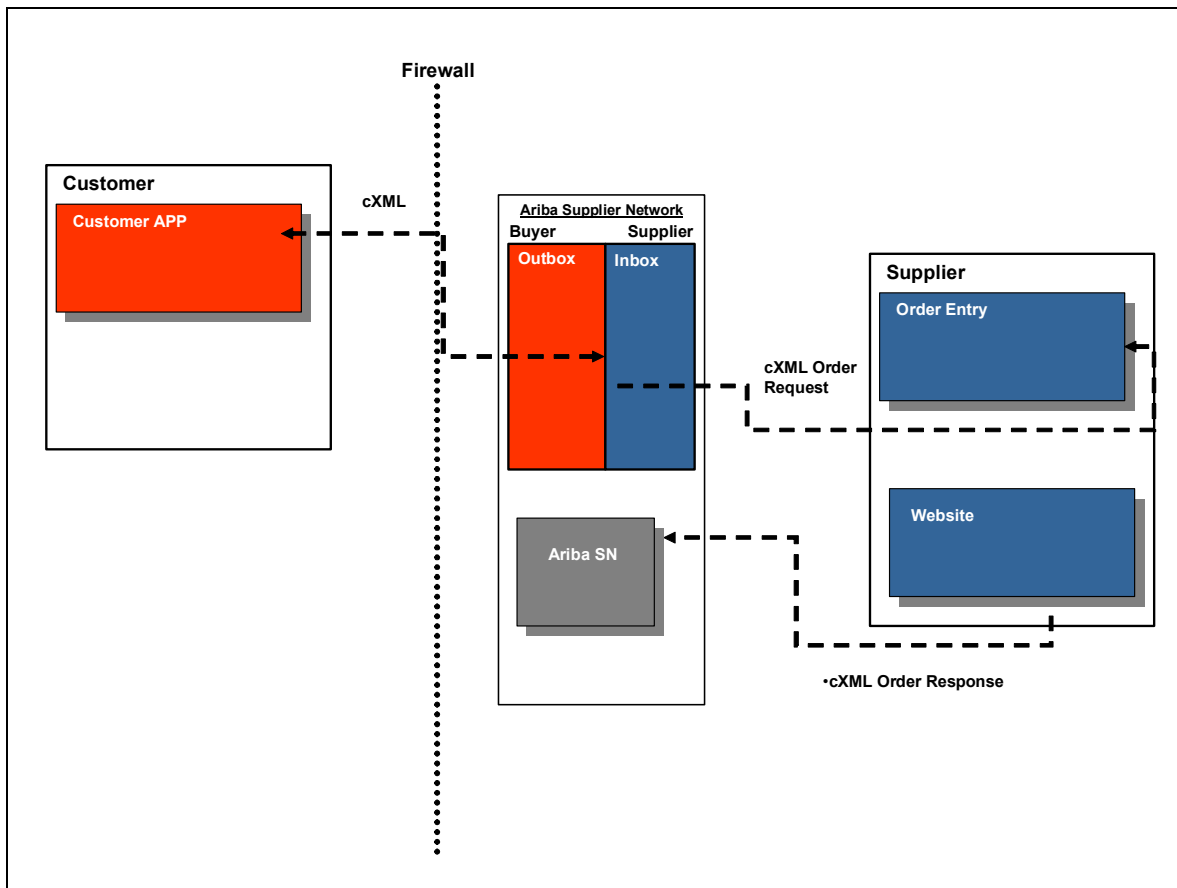 Firewall
Customer
Customer APP
cXML
Ariba Supplier Network
Buyer Supplier
Outbox Inbox
Supplier
Order Entry
cXML Order
Request
Website
Ariba SN
•cXML Order Response